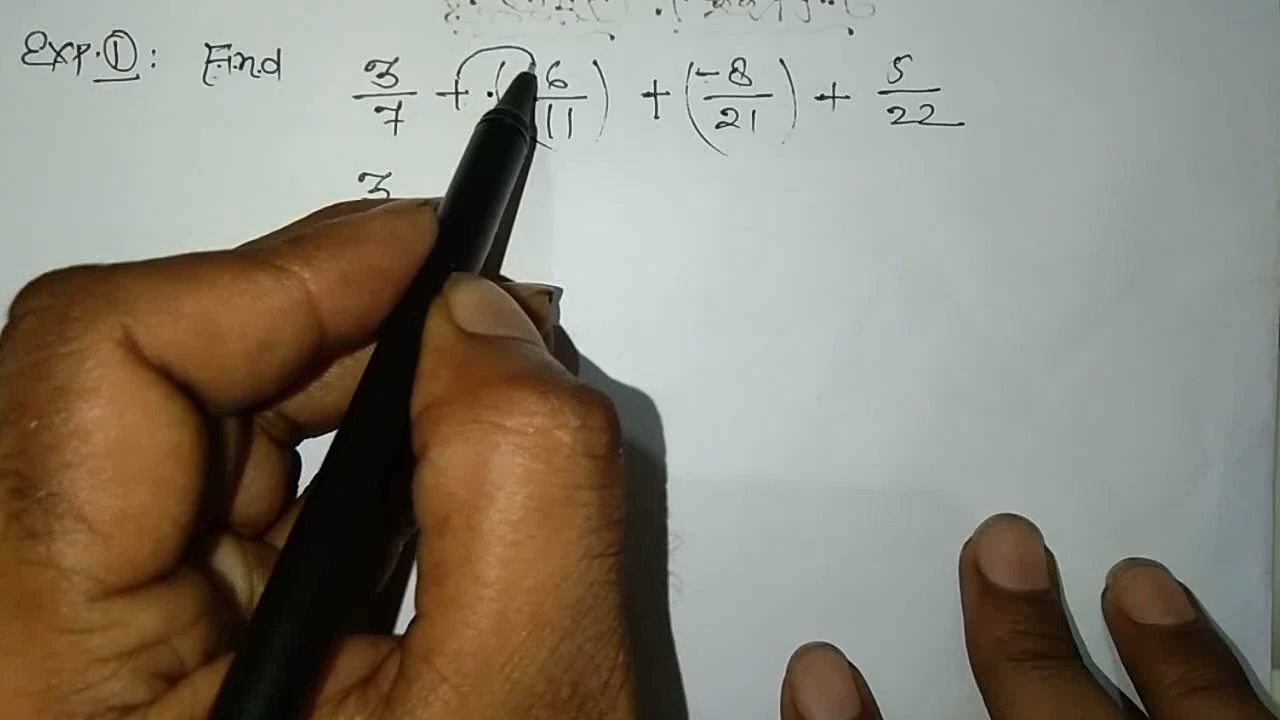 Exp. ①: Find 3/7 + (6/11) + (-8/21) + 5/22
3